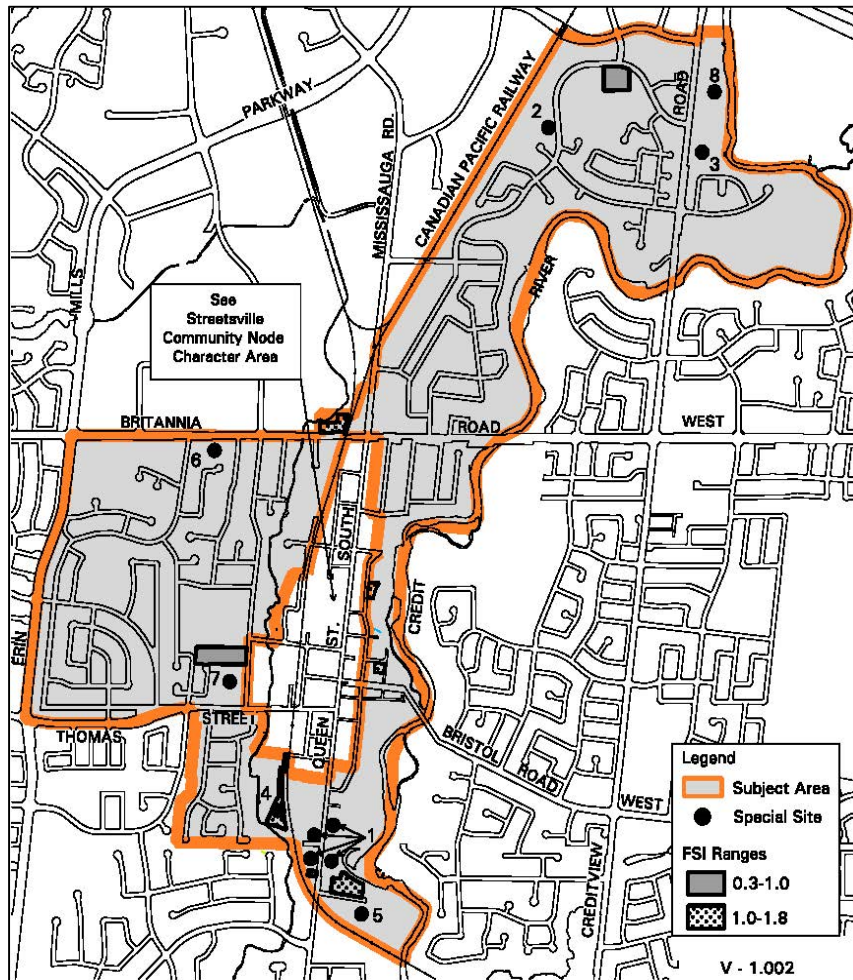 PARKWAY
MISSISSAUGA RD.
CANADIAN PACIFIC RAILWAY
ROAD
8
2
3
MILLS
See
Streetsville
Community Node
Character Area
RIVER
BRITANNIA
ROAD
WEST
6
SOUTH
CREDIT
ERIN
ST.
7
STREET
THOMAS
QUEEN
BRISTOL
ROAD
WEST
4
1
5
CREDITVIEW
Legend
Subject Area
Special Site
FSI Ranges
0.3-1.0
1.0-1.8
V - 1.002